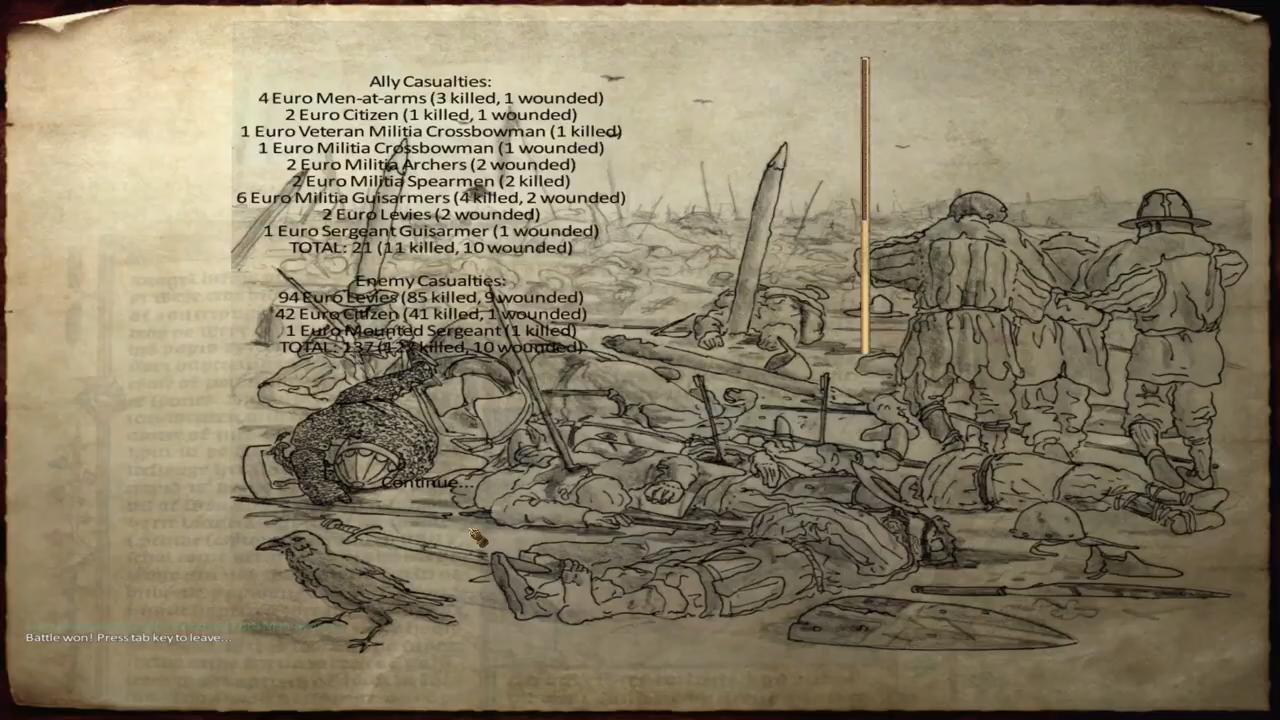 Ally Casualties:
4 Euro Men-at-arms (3 killed, 1 wounded)
2 Euro Citizen (1 killed, 1 wounded)
1 Euro Veteran Militia Crossbowman (1 killed)
1 Euro Militia Crossbowman (1 wounded)
2 Euro Militia Archers (2 wounded)
2 Euro Militia Spearmen (2 killed)
6 Euro Militia Guisarmers (4 killed, 2 wounded)
2 Euro Levies (2 wounded)
1 Euro Sergeant Guisarmer (1 wounded)
TOTAL: 21 (11 killed, 10 wounded)
Enemy Casualties:
94 Euro Levies (85 killed, 9 wounded)
42 Euro Citizen (41 killed, 1 wounded)
1 Euro Mounted Sergeant (1 killed)
TOTAL: 137 (127 killed, 10 wounded)
Continue...
Battle won! Press tab key to leave...